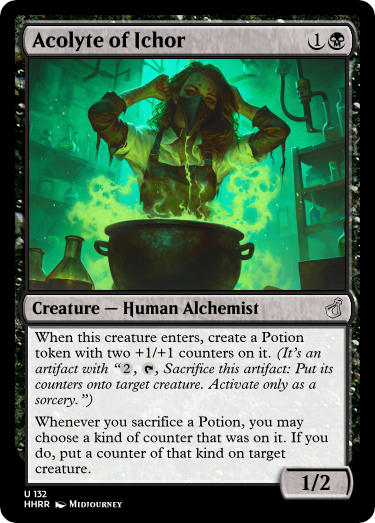 Acolyte of Ichor 1
Creature — Human Alchemist
When this creature enters, create a Potion
token with two +1/+1 counters on it. (It's an
artifact with “2, T, Sacrifice this artifact: Put its
counters onto target creature. Activate only as a
sorcery.”)
Whenever you sacrifice a Potion, you may
choose a kind of counter that was on it. If you
do, put a counter of that kind on target
creature.
1/2
U 132
HHRR MIDJOURNEY